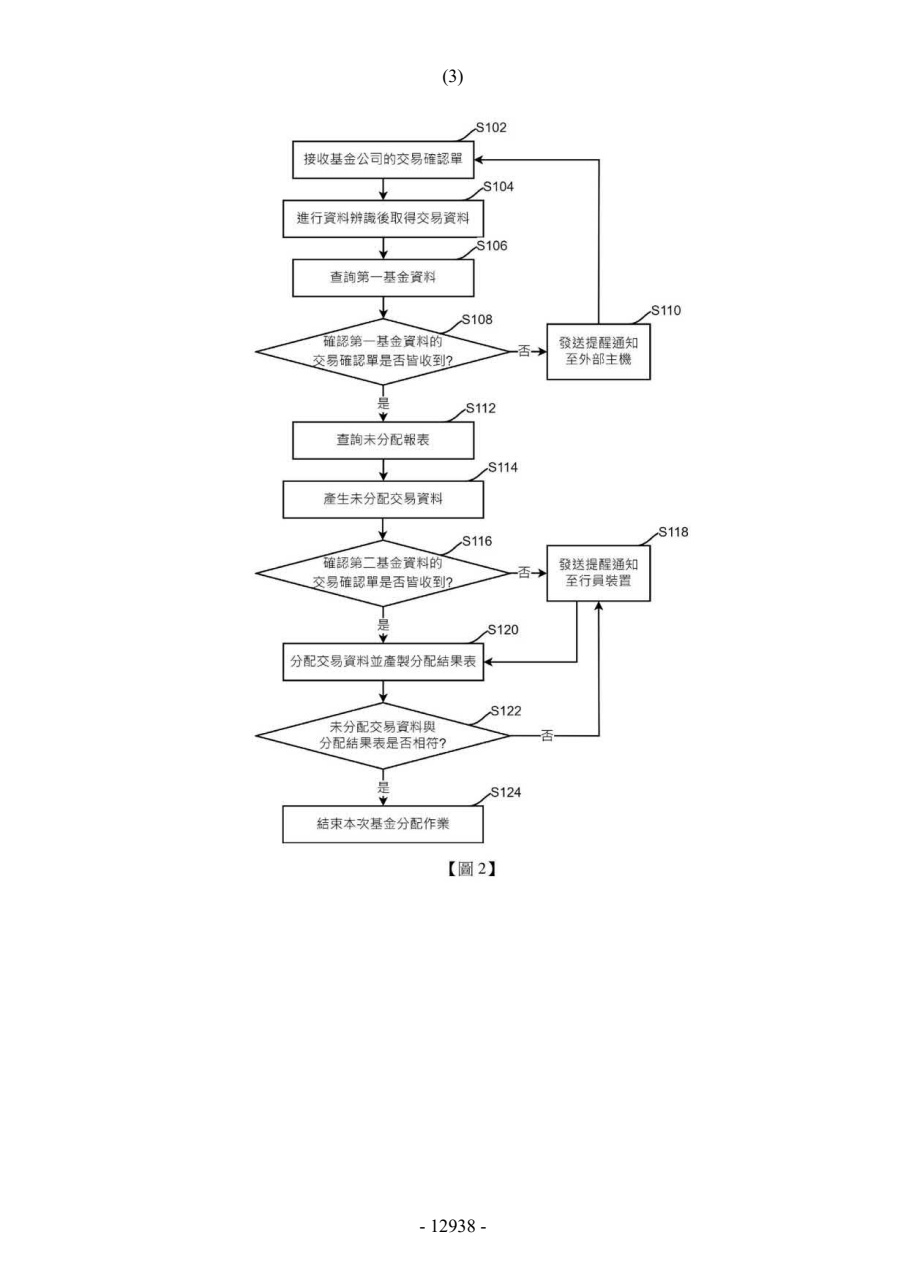 (3)
S102
接收基金公司的交易確認單
S104
進行資料辨識後取得交易資料
S106
查詢第一基金資料
S108
確認第一基金資料的
交易確認單是否皆收到?
否
S110
發送提醒通知
至外部主機
是
S112
查詢未分配報表
S114
產生未分配交易資料
S116
確認第二基金資料的
交易確認單是否皆收到?
否
S118
發送提醒通知
至行員裝置
是
S120
分配交易資料並產製分配結果表
S122
未分配交易資料與
分配結果表是否相符?
否
是
S124
結束本次基金分配作業
【圖 2】
- 12938 -